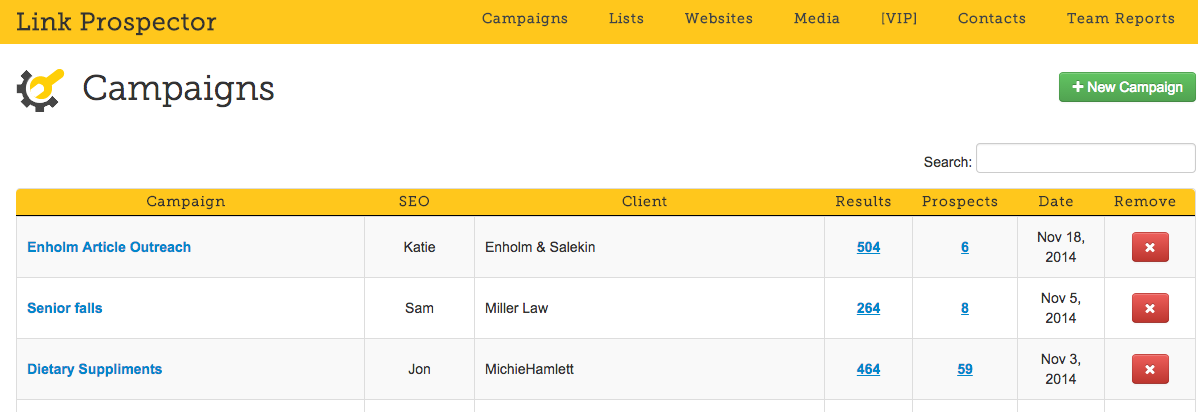 Link Prospector Campaigns Lists Websites Media [VIP] Contacts Team Reports
Campaigns
+ New Campaign
Search:
Campaign SEO Client Results Prospects Date Remove
Enholm Article Outreach Katie Enholm & Salekin 504 6 Nov 18, 2014
Senior falls Sam Miller Law 264 8 Nov 5, 2014
Dietary Suppliments Jon MichieHamlett 464 59 Nov 3, 2014